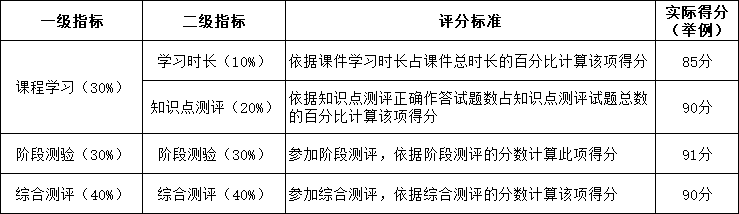 一级指标 二级指标 评分标准 实际得分
（举例）
课程学习（30%） 学习时长（10%） 依据课件学习时长占课件总时长的百分比计算该项得分 85分
知识点测评（20%） 依据知识点测评正确作答试题数占知识点测评试题总数
的百分比计算该项得分 90分
阶段测验（30%） 阶段测验（30%） 参加阶段测评，依据阶段测评的分数计算此项得分 91分
综合测评（40%） 综合测评（40%） 参加综合测评，依据综合测评的分数计算该项得分 90分